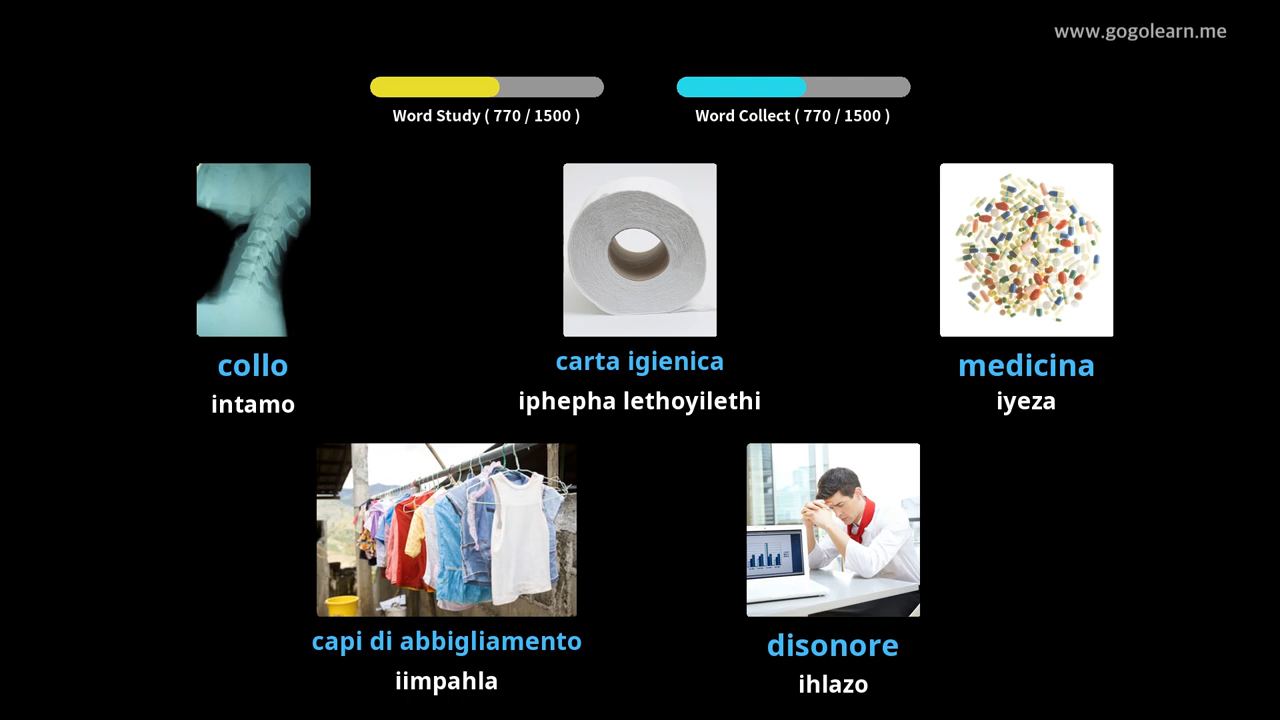 www.gogolearn.me
Word Study ( 770 / 1500 )
Word Collect ( 770 / 1500 )
collo
intamo
carta igienica
iphepha lethoyilethi
medicina
iyeza
capi di abbigliamento
iimpahla
disonore
ihlazo